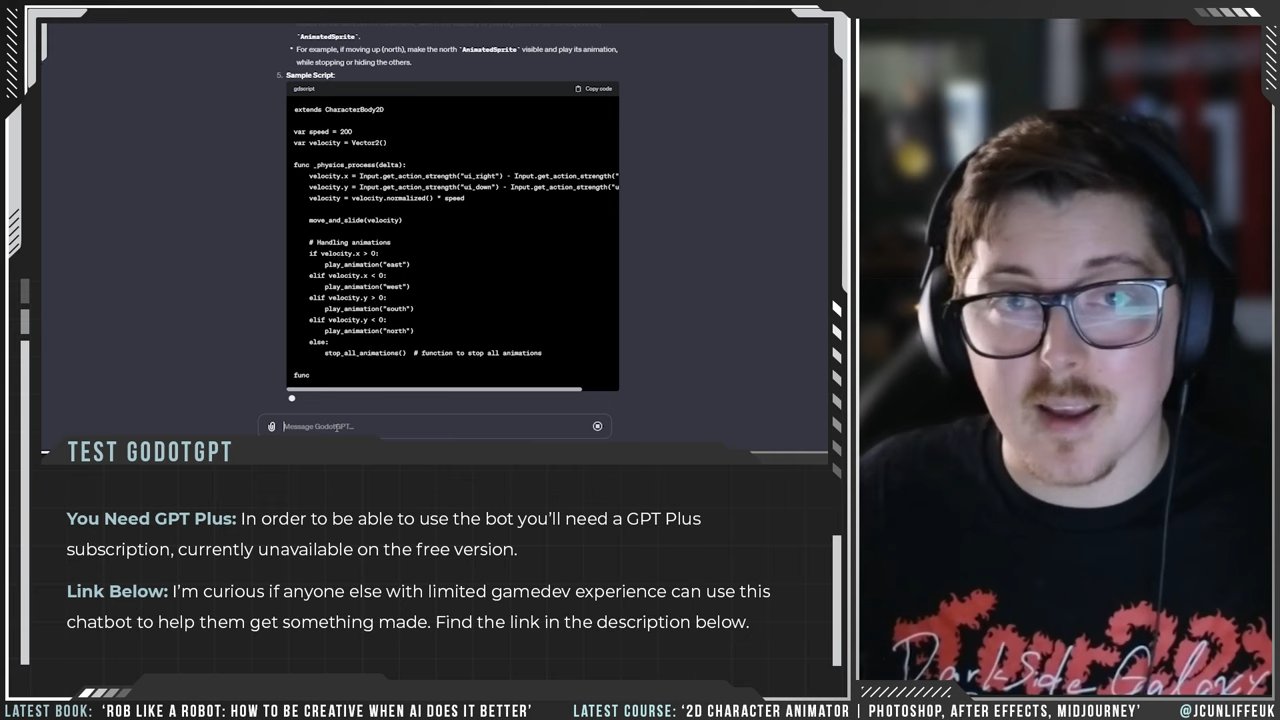 `AnimatedSprite`.
• For example, if moving up (north), make the north `AnimatedSprite` visible and play its animation,
while stopping or hiding the others.
5. Sample Script:
gdscript
Copy code
extends CharacterBody2D
var speed = 200
var velocity = Vector2()
func _physics_process(delta):
velocity.x = Input.get_action_strength("ui_right") - Input.get_action_strength("
velocity.y = Input.get_action_strength("ui_down") - Input.get_action_strength("u
velocity = velocity.normalized() * speed
move_and_slide(velocity)
# Handling animations
if velocity.x > 0:
play_animation("east")
elif velocity.x < 0:
play_animation("west")
elif velocity.y > 0:
play_animation("south")
elif velocity.y < 0:
play_animation("north")
else:
stop_all_animations() # function to stop all animations
func
Message GodotGPT...
TEST GODOTGPT
You Need GPT Plus: In order to be able to use the bot you'll need a GPT Plus
subscription, currently unavailable on the free version.
Link Below: I'm curious if anyone else with limited gamedev experience can use this
chatbot to help them get something made. Find the link in the description below.
DarkSide Galaxy
LATEST BOOK: 'ROB LIKE A ROBOT: HOW TO BE CREATIVE WHEN AI DOES IT BETTER' LATEST COURSE: '2D CHARACTER ANIMATOR | PHOTOSHOP, AFTER EFFECTS, MIDJOURNEY' @JCUNLIFFEUK